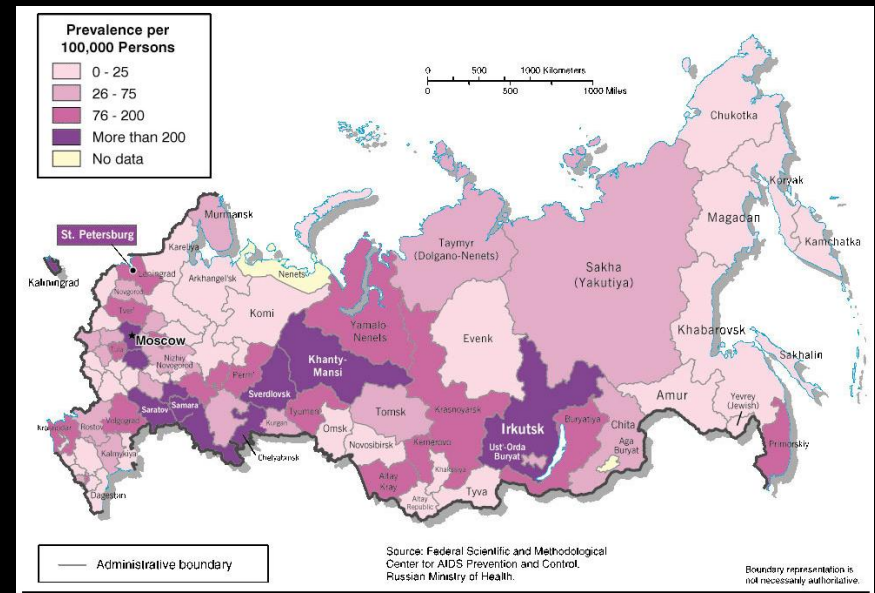 Prevalence per
100,000 Persons
0 - 25
26 - 75
76 - 200
More than 200
No data
0 500 1000 Kilometers
0 500 1000 Miles
Chukotka
Koryak
Magadan
Kamchatka
Murmansk
St. Petersburg
Kareliya
Taymyr
(Dolgano-Nenets)
Sakha
(Yakutiya)
Kaliningrad
Leningrad
Arkhangel'sk
Nenets
Novgorod
Komi
Tver'
Yamalo-
Nenets
Evenk
Khabarovsk
Moscow
Sakhalin
Tula
Nizhiy
Novogorod
Khanty-
Mansi
Perm'
Sverdlovsk
Amur
Yevrey
(Jewish)
Krasnoyarsk
Irkutsk
Buryatiya
Tyumen
Tomsk
Saratov
Samara
Kurgan
Omsk
Chita
Volgograd
Rostov
Ust'-Orda
Buryat
Aga
Buryat
Primorskiy
Novosibirsk
Kemerovo
Kalmykiya
Chelyabinsk
Altay
Kray
Tyva
Altay
Republic
Dagestan
Administrative boundary
Source: Federal Scientific and Methodological
Center for AIDS Prevention and Control,
Russian Ministry of Health.
Boundary representation is
not necessarily authoritative.